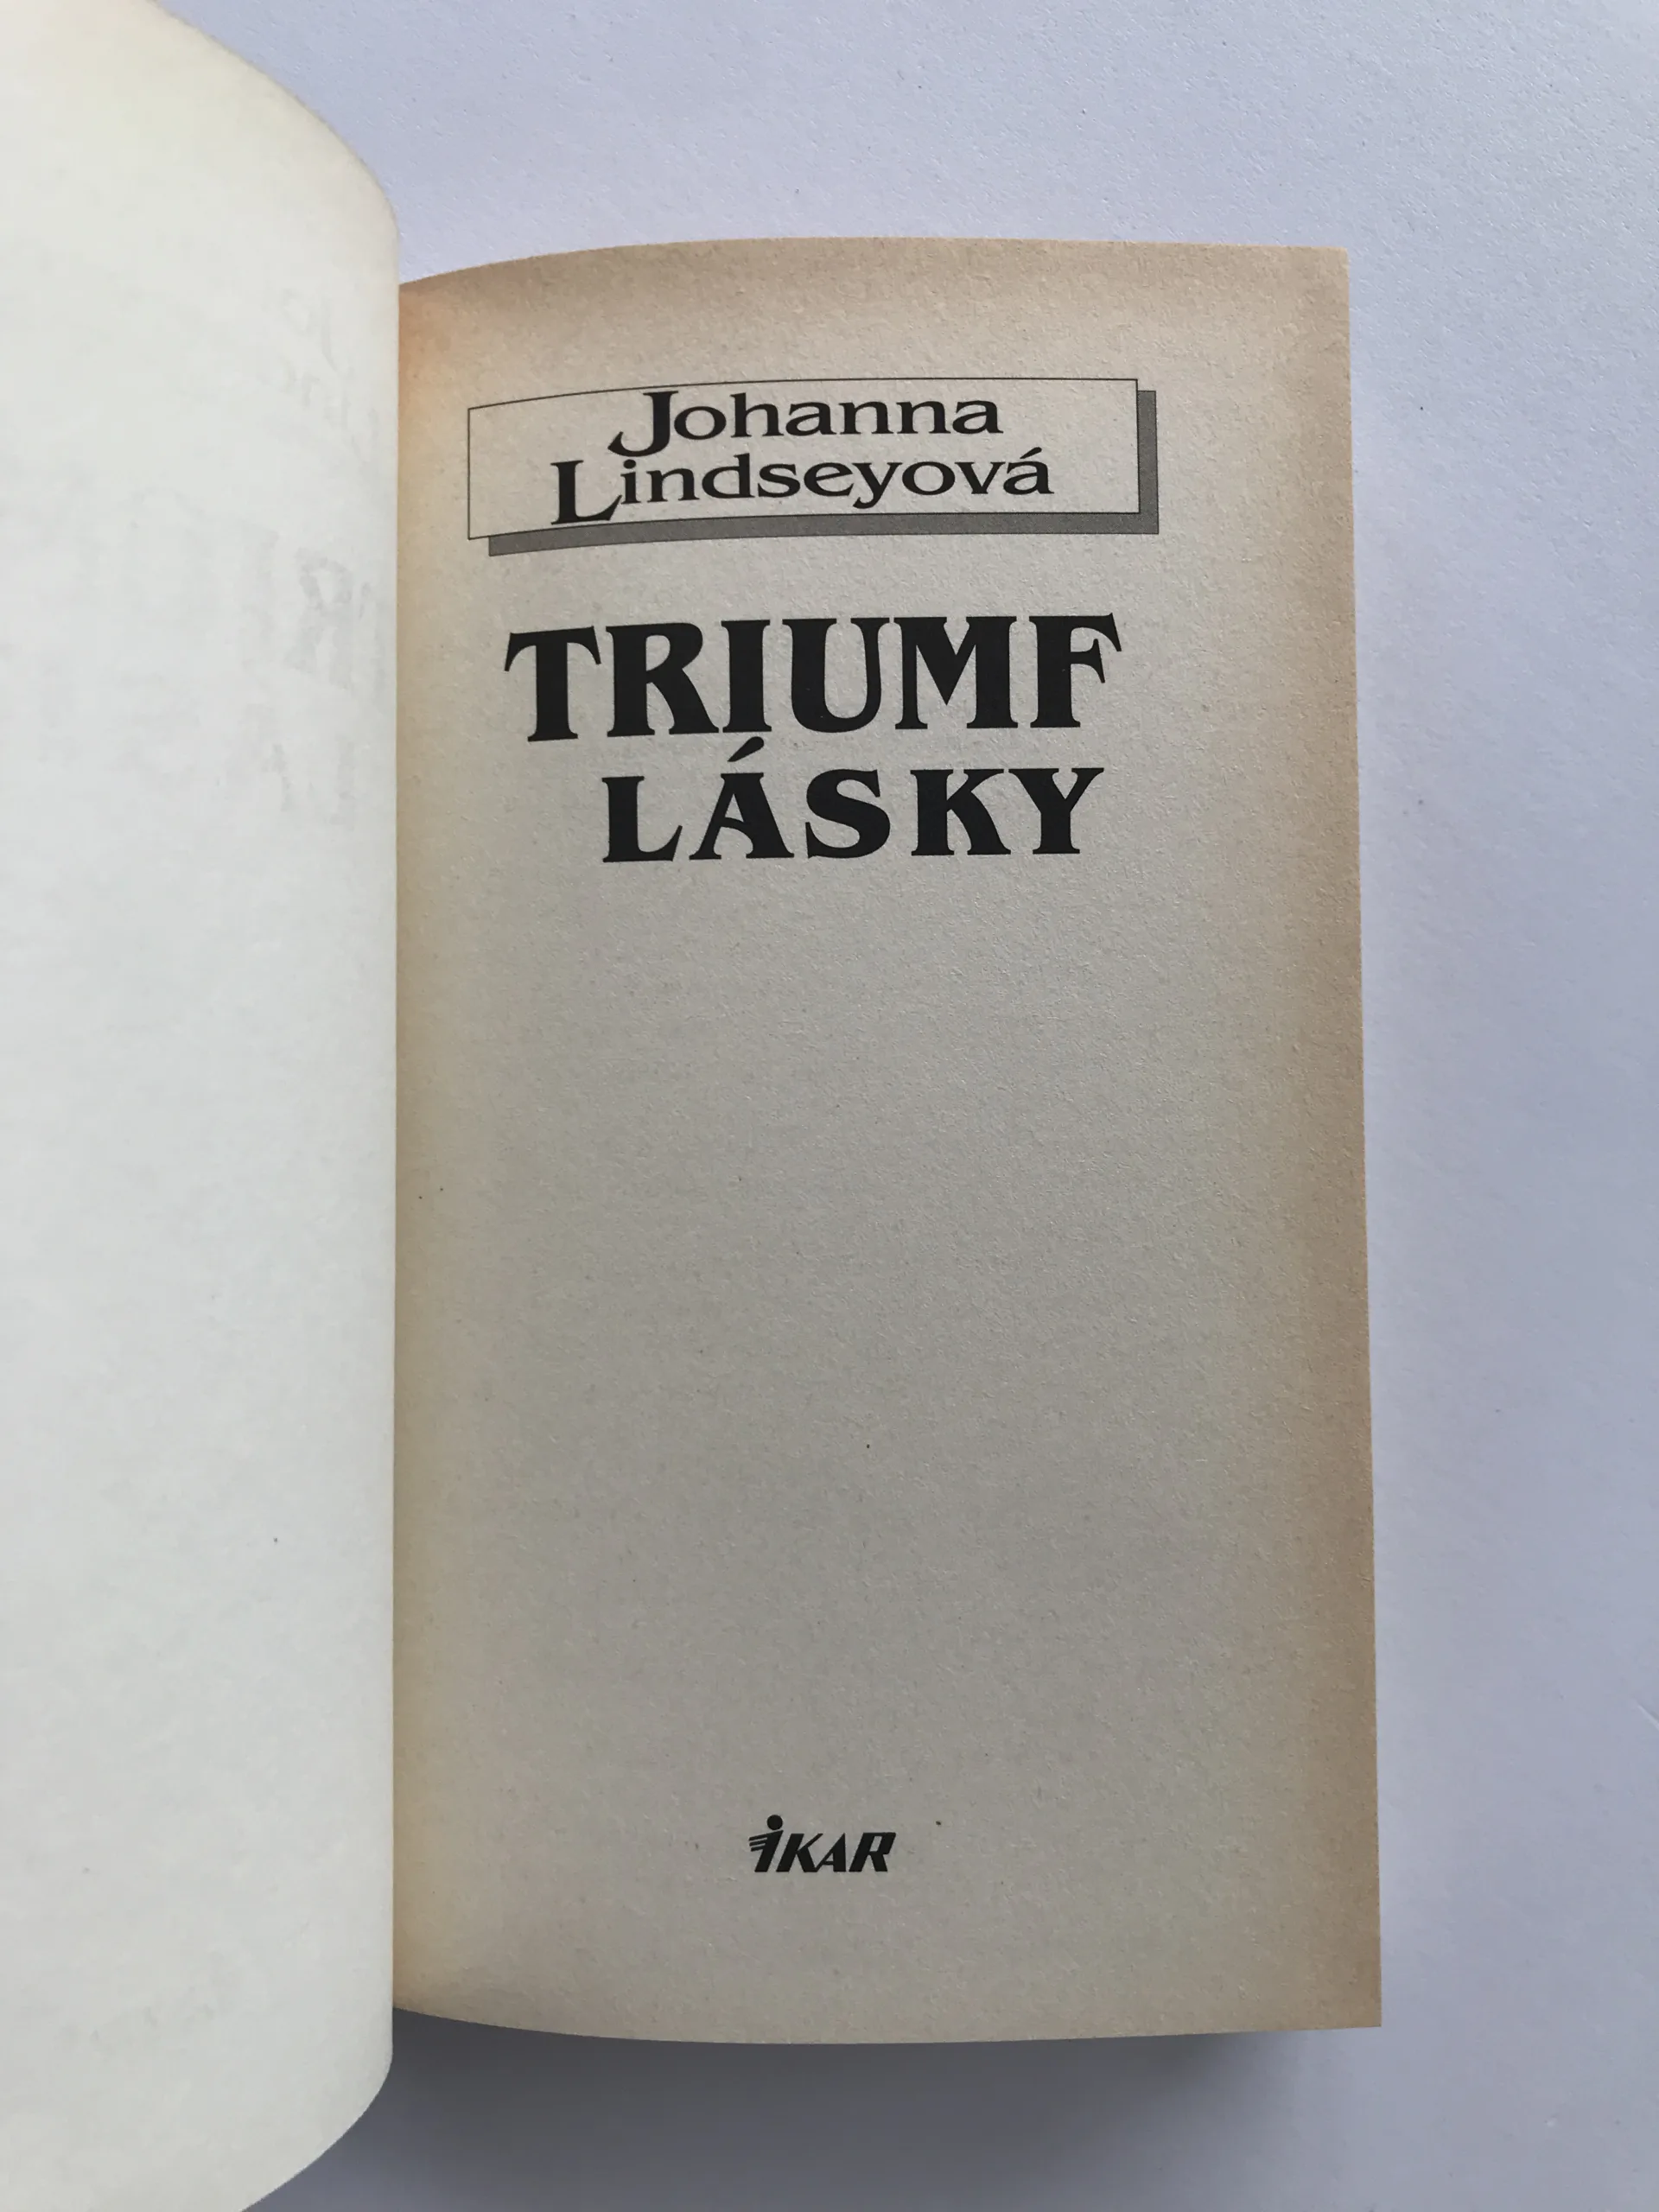 Johanna
Lindseyová
TRIUMF
LÁSKY
IKAR